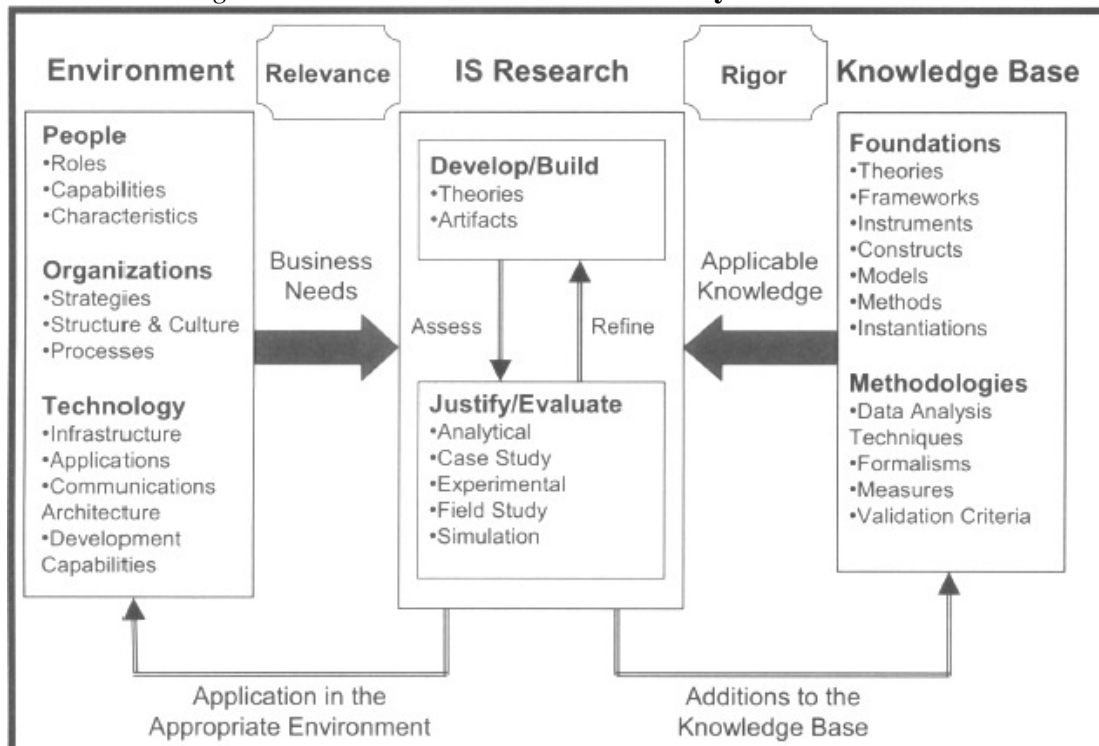 Environment
Relevance
IS Research
Rigor
Knowledge Base
People
•Roles
•Capabilities
•Characteristics
Organizations
•Strategies
•Structure & Culture
•Processes
Technology
•Infrastructure
•Applications
•Communications
Architecture
•Development
Capabilities
Business
Needs
Develop/Build
•Theories
•Artifacts
Assess
Refine
Justify/Evaluate
•Analytical
•Case Study
•Experimental
•Field Study
•Simulation
Applicable
Knowledge
Foundations
•Theories
•Frameworks
•Instruments
•Constructs
•Models
•Methods
•Instantiations
Methodologies
•Data Analysis
Techniques
•Formalisms
•Measures
•Validation Criteria
Application in the
Appropriate Environment
Additions to the
Knowledge Base